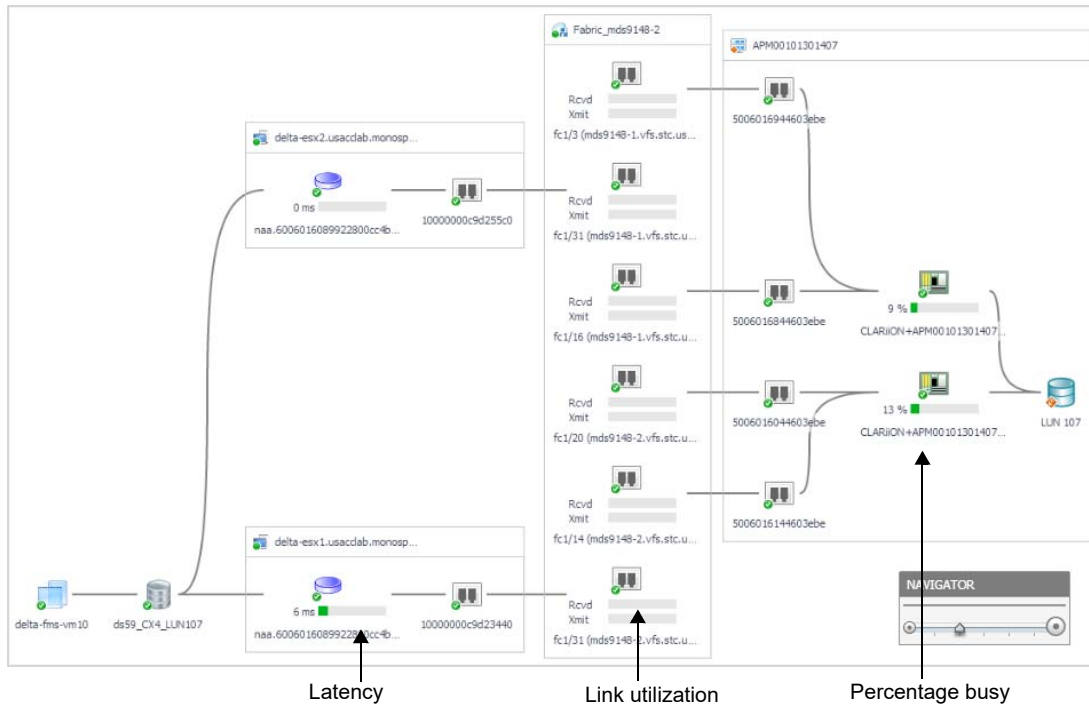 Fabric_mds9148-2
APM00101301407
Rcvd
Xmit
fc1/3 (mds9148-1.vfs.stc.us...
5006016944603ebe
delta-esx2.usacclab.monosp...
0 ms
naa.6006016089922800cc4b...
10000000c9d255c0
Rcvd
Xmit
fc1/31 (mds9148-1.vfs.stc.u...
Rcvd
Xmit
fc1/16 (mds9148-1.vfs.stc.u...
5006016844603ebe
9 %
CLARiiON+APM00101301407...
Rcvd
Xmit
fc1/20 (mds9148-2.vfs.stc.u...
5006016044603ebe
13 %
CLARiiON+APM00101301407...
LUN 107
Rcvd
Xmit
fc1/14 (mds9148-2.vfs.stc.u...
5006016144603ebe
delta-esx1.usacclab.monosp...
delta-fms-vm10
ds59_CX4_LUN107
6 ms
naa.6006016089922800cc4b...
10000000c9d23440
Rcvd
Xmit
fc1/31 (mds9148-2.vfs.stc.u...
NAVIGATOR
Latency
Link utilization
Percentage busy